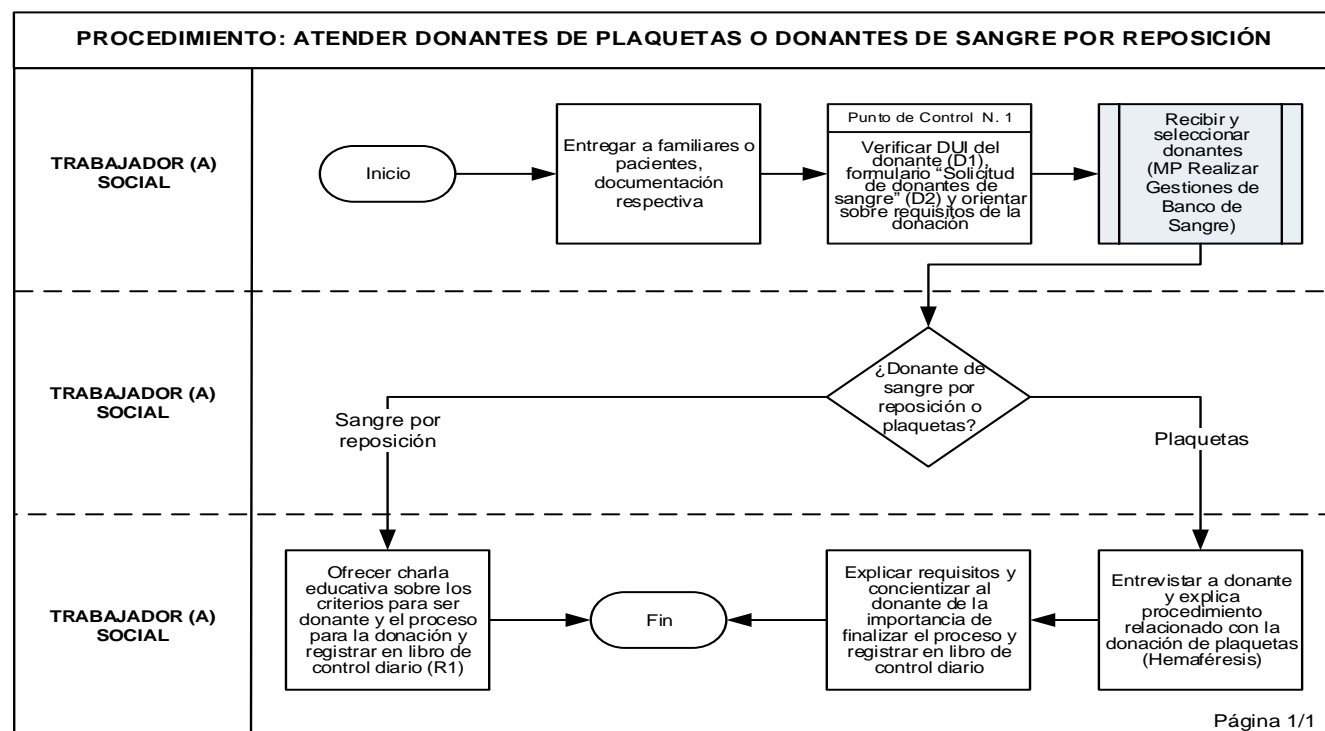 PROCEDIMIENTO: ATENDER DONANTES DE PLAQUETAS O DONANTES DE SANGRE POR REPOSICIÓN
TRABAJADOR (A)
SOCIAL
Inicio
Entregar a familiares o
pacientes,
documentación
respectiva
Punto de Control N. 1
Verificar DUI del
donante (D1),
formulario “Solicitud
de donantes de
sangre” (D2) y orientar
sobre requisitos de la
donación
Recibir y
seleccionar
donantes
(MP Realizar
Gestiones de
Banco de
Sangre)
TRABAJADOR (A)
SOCIAL
¿Donante de
sangre por
reposición o
plaquetas?
Sangre por
reposición
Plaquetas
TRABAJADOR (A)
SOCIAL
Ofrecer charla
educativa sobre los
criterios para ser
donante y el proceso
para la donación y
registrar en libro de
control diario (R1)
Fin
Explicar requisitos y
concientizar al
donante de la
importancia de
finalizar el proceso y
registrar en libro de
control diario
Entrevistar a donante
y explica
procedimiento
relacionado con la
donación de plaquetas
(Hemaféresis)
Página 1/1